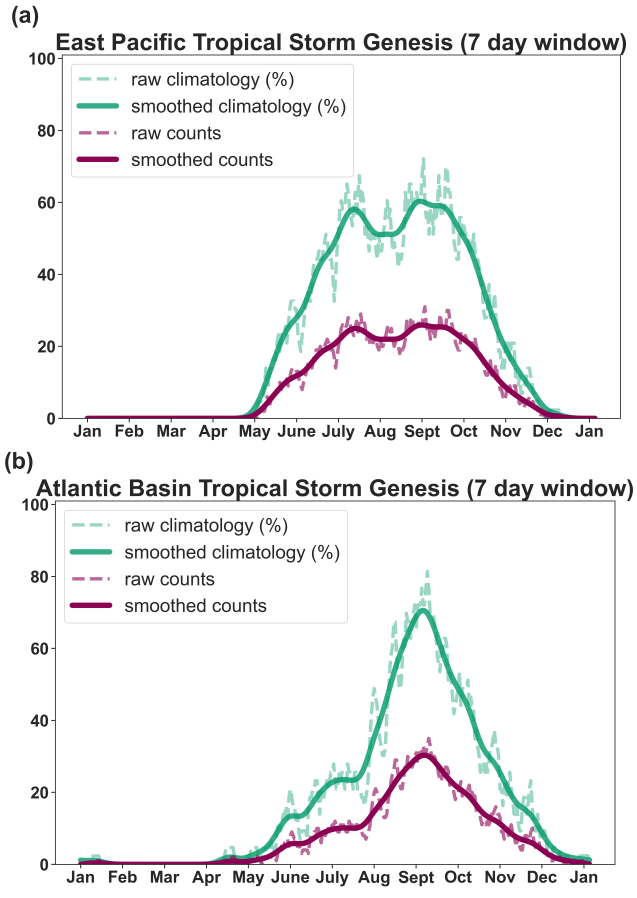 (a)
East Pacific Tropical Storm Genesis (7 day window)
100
80
60
40
20
0
raw climatology (%)
smoothed climatology (%)
raw counts
smoothed counts
Jan Feb Mar Apr May June July Aug Sept Oct Nov Dec Jan
(b)
Atlantic Basin Tropical Storm Genesis (7 day window)
100
80
60
40
20
0
raw climatology (%)
smoothed climatology (%)
raw counts
smoothed counts
Jan Feb Mar Apr May June July Aug Sept Oct Nov Dec Jan